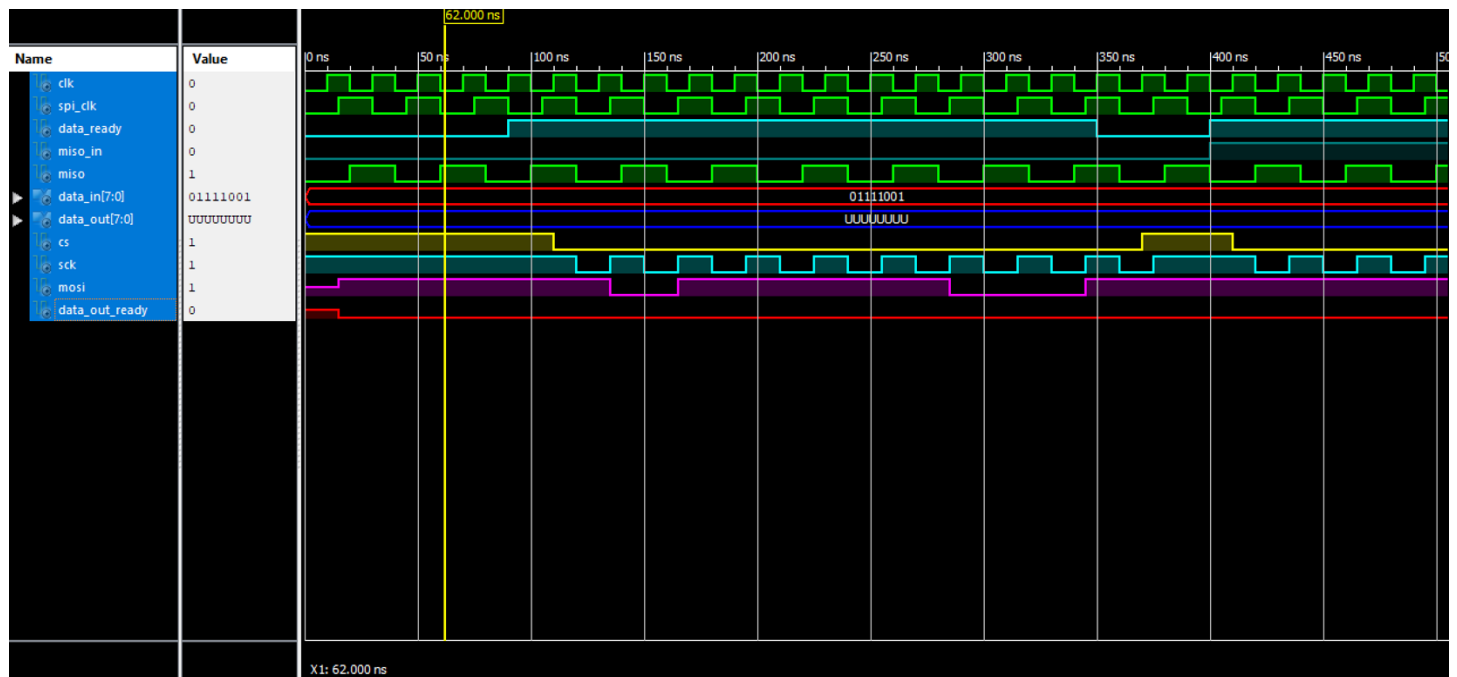 62.000 ns
Name Value
0 ns 50 ns 100 ns 150 ns 200 ns 250 ns 300 ns 350 ns 400 ns 450 ns
clk 0
spi_clk 0
data_ready 0
miso_in 0
miso 1
data_in[7:0] 01111001 01111001
data_out[7:0] UUUUUUUU UUUUUUUU
cs 1
sck 1
mosi 1
data_out_ready 0
X1: 62.000 ns